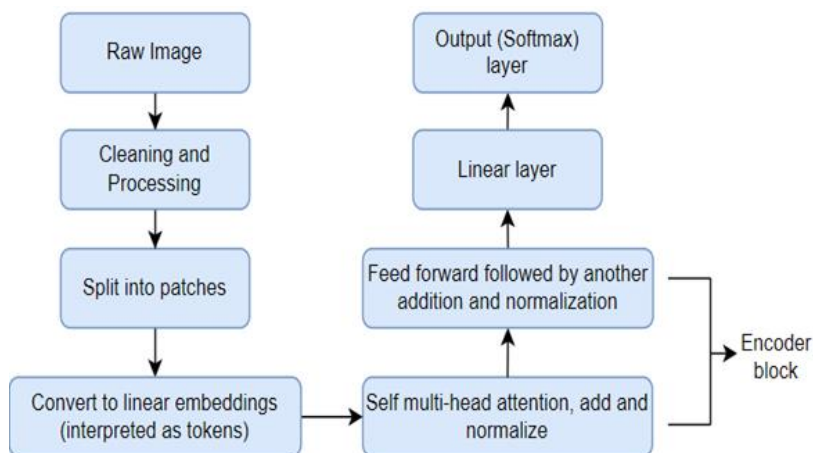 Raw Image
Cleaning and
Processing
Split into patches
Convert to linear embeddings
(interpreted as tokens)
Self multi-head attention, add and
normalize
Feed forward followed by another
addition and normalization
Encoder
block
Linear layer
Output (Softmax)
layer